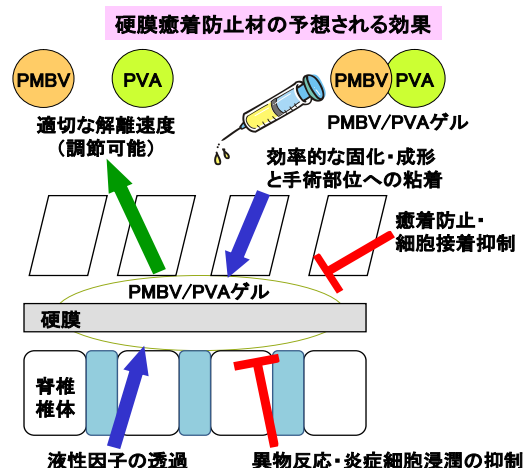 硬膜癒着防止材の予想される効果
PMBV
PVA
PMBV
PVA
PMBV/PVAゲル
適切な解離速度
（調節可能）
効率的な固化・成形
と手術部位への粘着
癒着防止・
細胞接着抑制
PMBV/PVAゲル
硬膜
脊椎
椎体
液性因子の透過
異物反応・炎症細胞浸潤の抑制